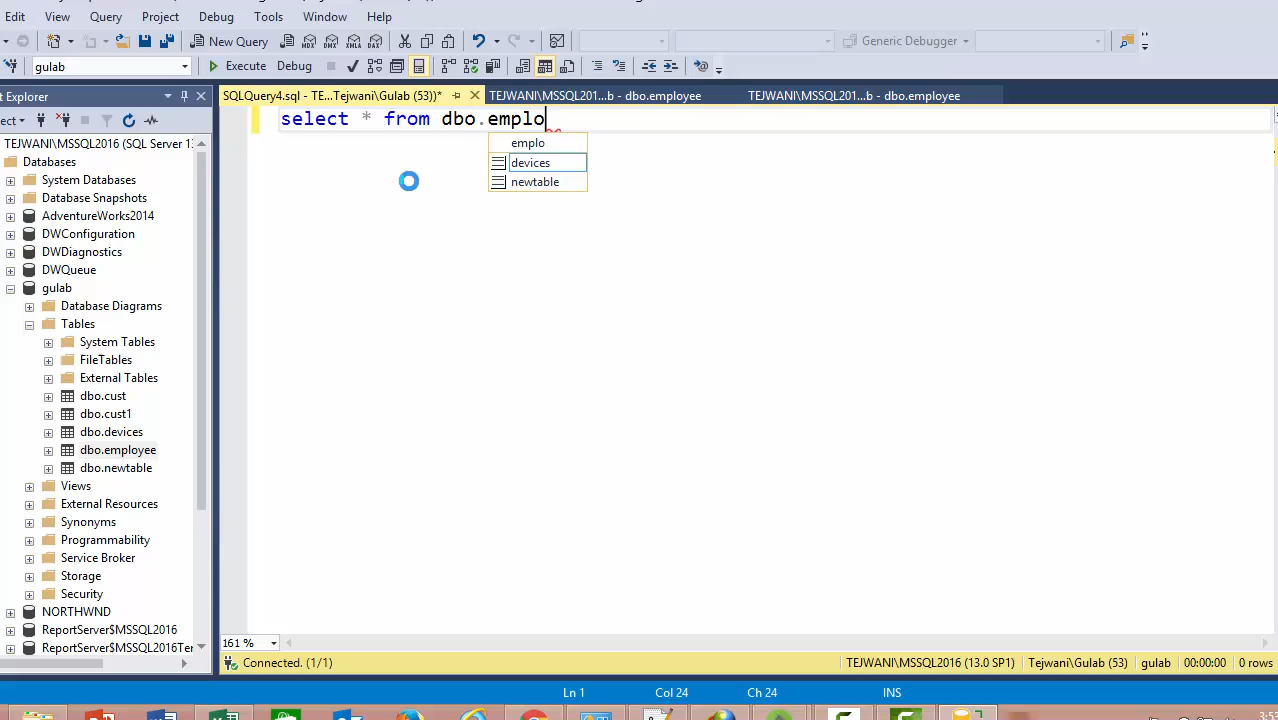 Edit View Query Project Debug Tools Window Help
New Query Generic Debugger
gulab Execute Debug
t Explorer
SQLQuery4.sql - TE...Tejwani\Gulab (53))* TEJWANI\MSSQL201...b - dbo.employee TEJWANI\MSSQL201...b - dbo.employee
ect
select * from dbo.emplo
emplo
devices
newtable
TEJWANI\MSSQL2016 (SQL Server 13
Databases
System Databases
Database Snapshots
AdventureWorks2014
DWConfiguration
DWDiagnostics
DWQueue
gulab
Database Diagrams
Tables
System Tables
FileTables
External Tables
dbo.cust
dbo.cust1
dbo.devices
dbo.employee
dbo.newtable
Views
External Resources
Synonyms
Programmability
Service Broker
Storage
Security
NORTHWND
ReportServer$MSSQL2016
ReportServer$MSSQL2016Ter
161 %
Connected. (1/1) TEJWANI\MSSQL2016 (13.0 SP1) Tejwani\Gulab (53) gulab 00:00:00 0 rows
Ln 1 Col 24 Ch 24 INS